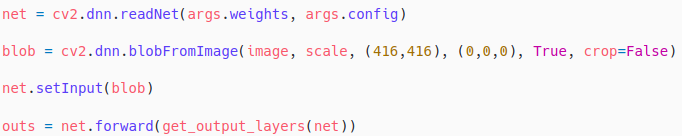 net = cv2.dnn.readNet(args.weights, args.config)
blob = cv2.dnn.blobFromImage(image, scale, (416,416), (0,0,0), True, crop=False)
net.setInput(blob)
outs = net.forward(get_output_layers(net))